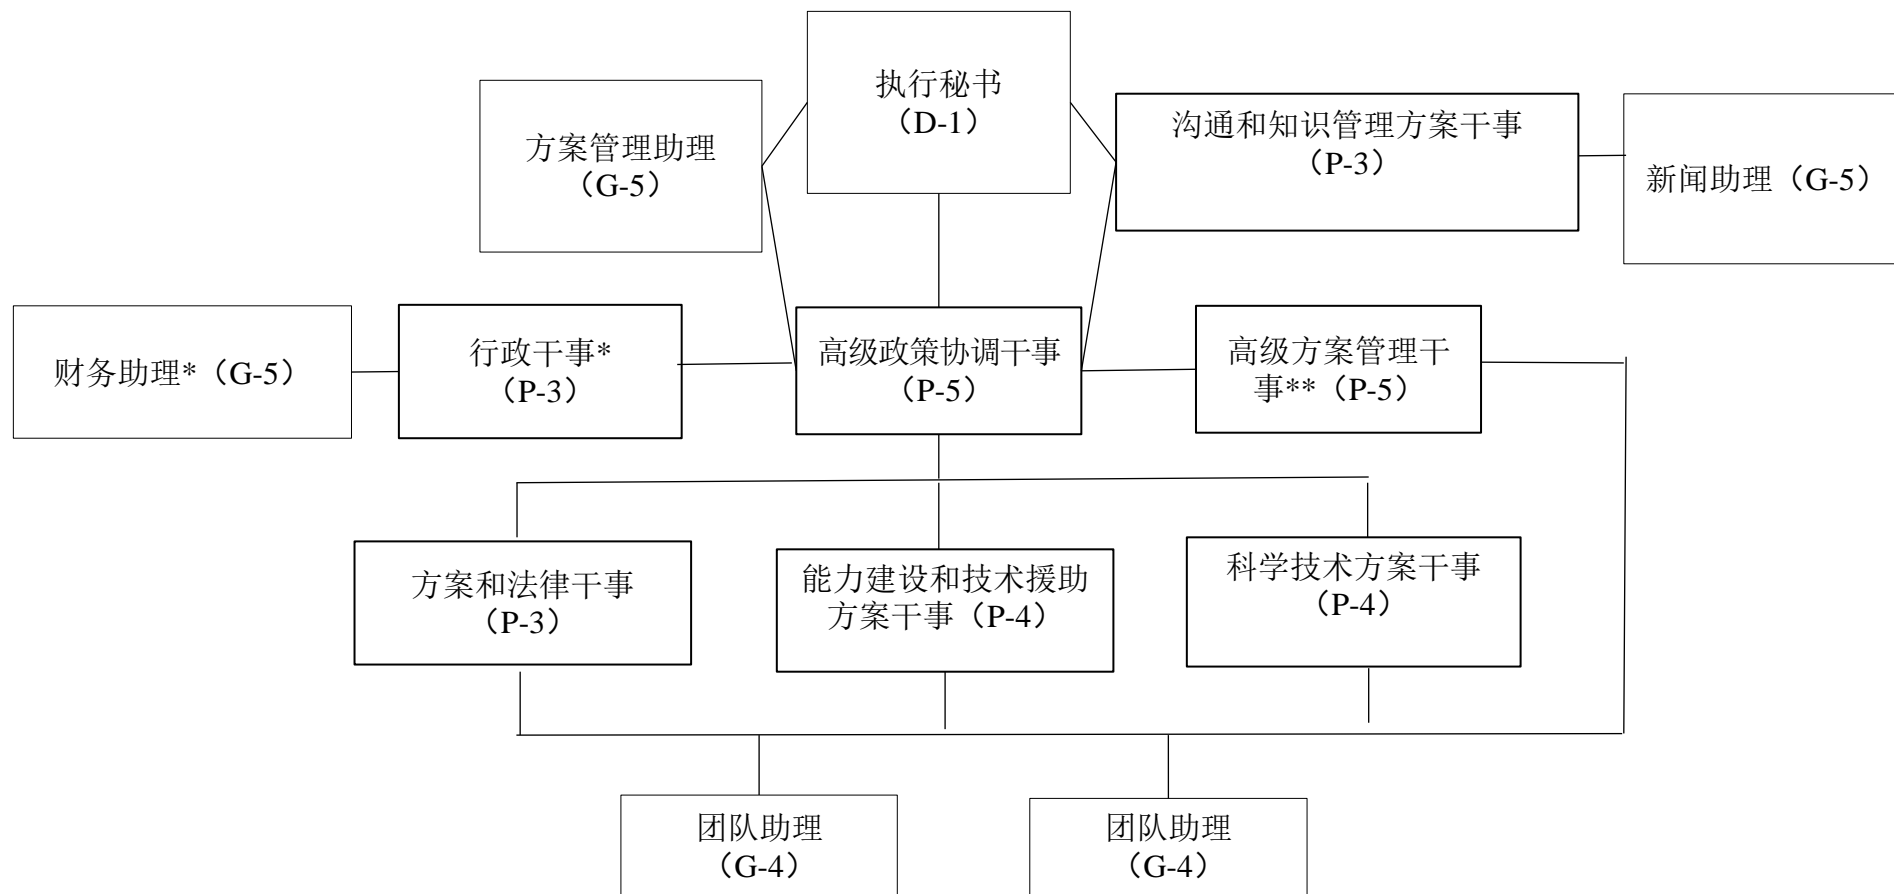 执行秘书
（D-1）
方案管理助理
（G-5）
沟通和知识管理方案干事
（P-3）
新闻助理（G-5）
财务助理*（G-5）
行政干事*
（P-3）
高级政策协调干事
（P-5）
高级方案管理干
事**（P-5）
方案和法律干事
（P-3）
能力建设和技术援助
方案干事（P-4）
科学技术方案干事
（P-4）
团队助理
（G-4）
团队助理
（G-4）